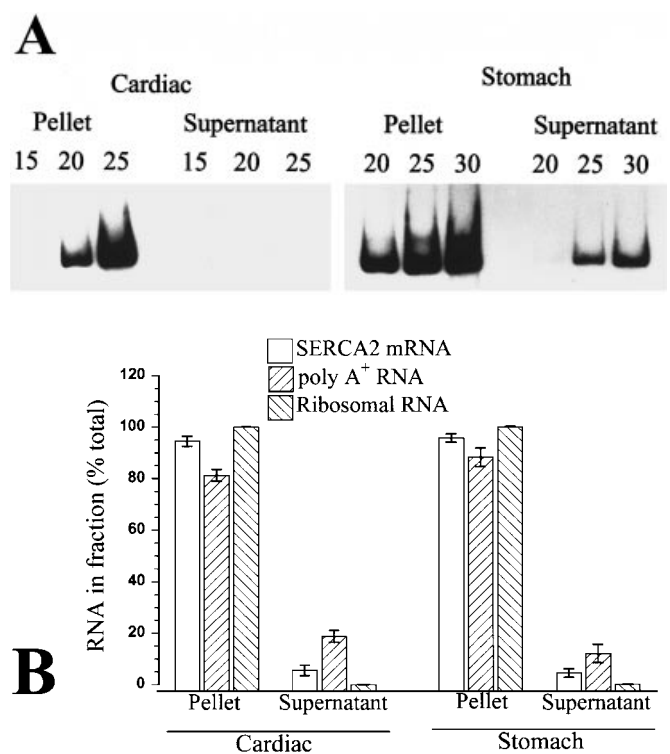 A
Cardiac Stomach
Pellet Supernatant Pellet Supernatant
15 20 25 15 20 25 20 25 30 20 25 30
SERCA2 mRNA
poly A+ RNA
Ribosomal RNA
RNA in fraction (% total)
120
100
80
60
40
20
0
B
Pellet Supernatant Pellet Supernatant
Cardiac Stomach